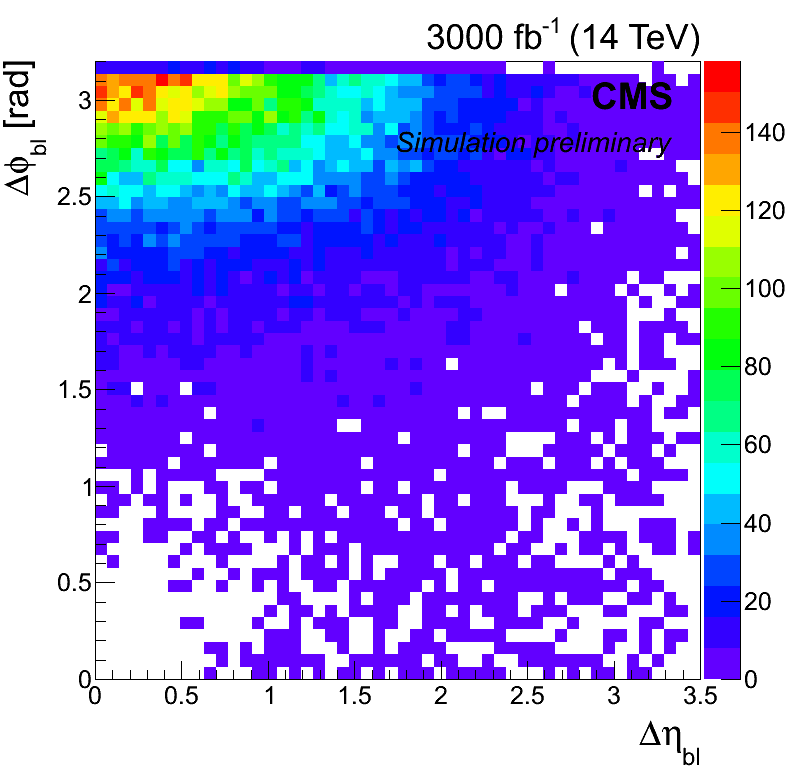 3000 fb⁻¹ (14 TeV)
CMS
Simulation preliminary
Δϕbl [rad]
3
2.5
2
1.5
1
0.5
0
0 0.5 1 1.5 2 2.5 3 3.5
Δηbl
140
120
100
80
60
40
20
0